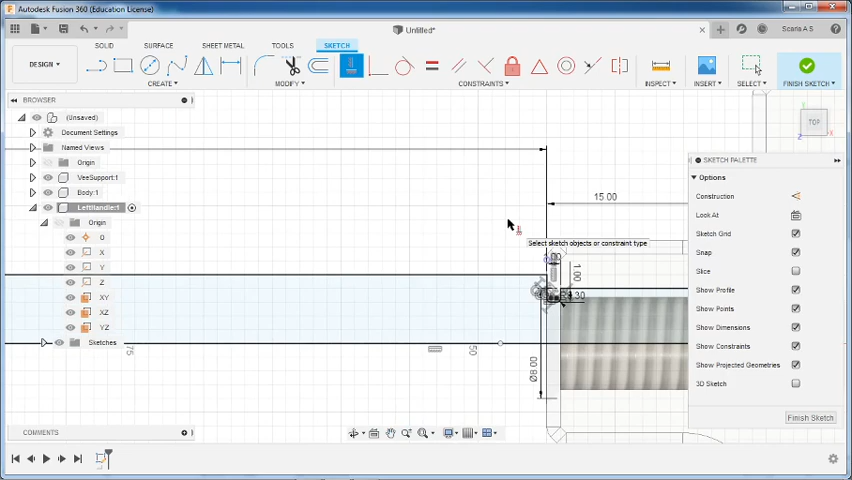 Autodesk Fusion 360 (Education License)
Untitled*
Scaria A S
SOLID SURFACE SHEET METAL TOOLS SKETCH
DESIGN
CREATE MODIFY CONSTRAINTS INSPECT INSERT SELECT FINISH SKETCH
BROWSER
(Unsaved)
Document Settings
Named Views
Origin
VeeSupport:1
Body:1
LeftHandle:1
Origin
O
X
Y
Z
XY
XZ
YZ
Sketches
TOP
SKETCH PALETTE
Options
Construction
Look At
Sketch Grid
Snap
Slice
Show Profile
Show Points
Show Dimensions
Show Constraints
Show Projected Geometries
3D Sketch
Finish Sketch
15.00
Select sketch objects or constraint type
1.00
Ø8.00
75
50
COMMENTS